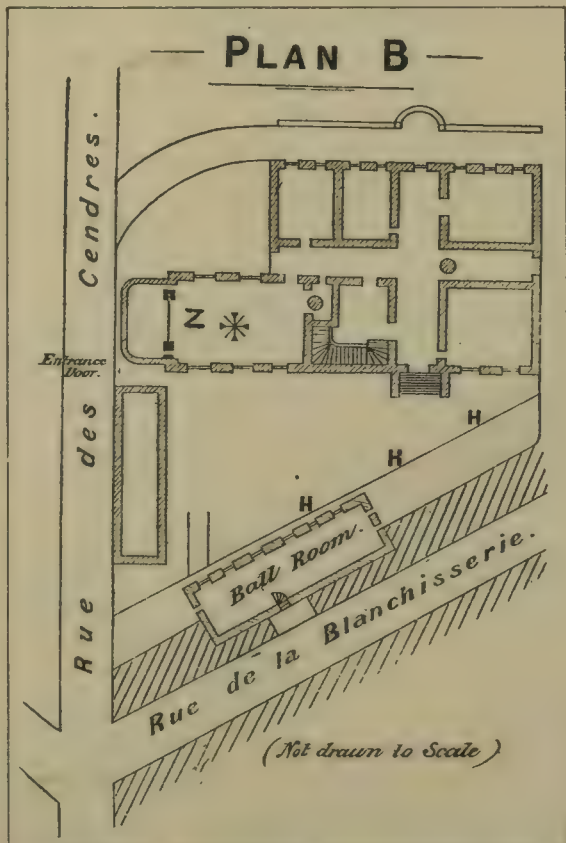 — PLAN B —
Rue des Cendres.
Entrance
Door.
N
H
H
H
Ball Room.
Rue de la Blanchisserie.
(Not drawn to Scale)